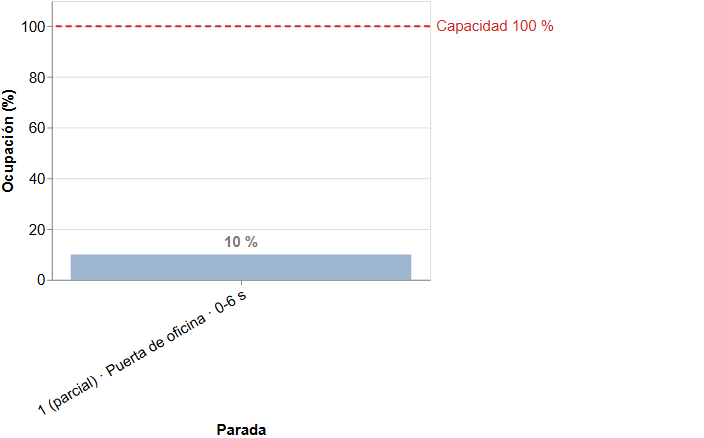 Ocupación (%)
100
80
60
40
20
0
Capacidad 100 %
10 %
1 (parcial) · Puerta de oficina · 0-6 s
Parada